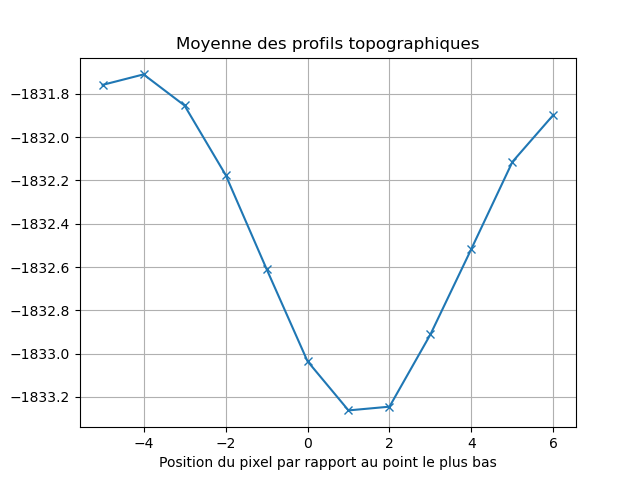 Moyenne des profils topographiques
−1831.8
−1832.0
−1832.2
−1832.4
−1832.6
−1832.8
−1833.0
−1833.2
−4 −2 0 2 4 6
Position du pixel par rapport au point le plus bas